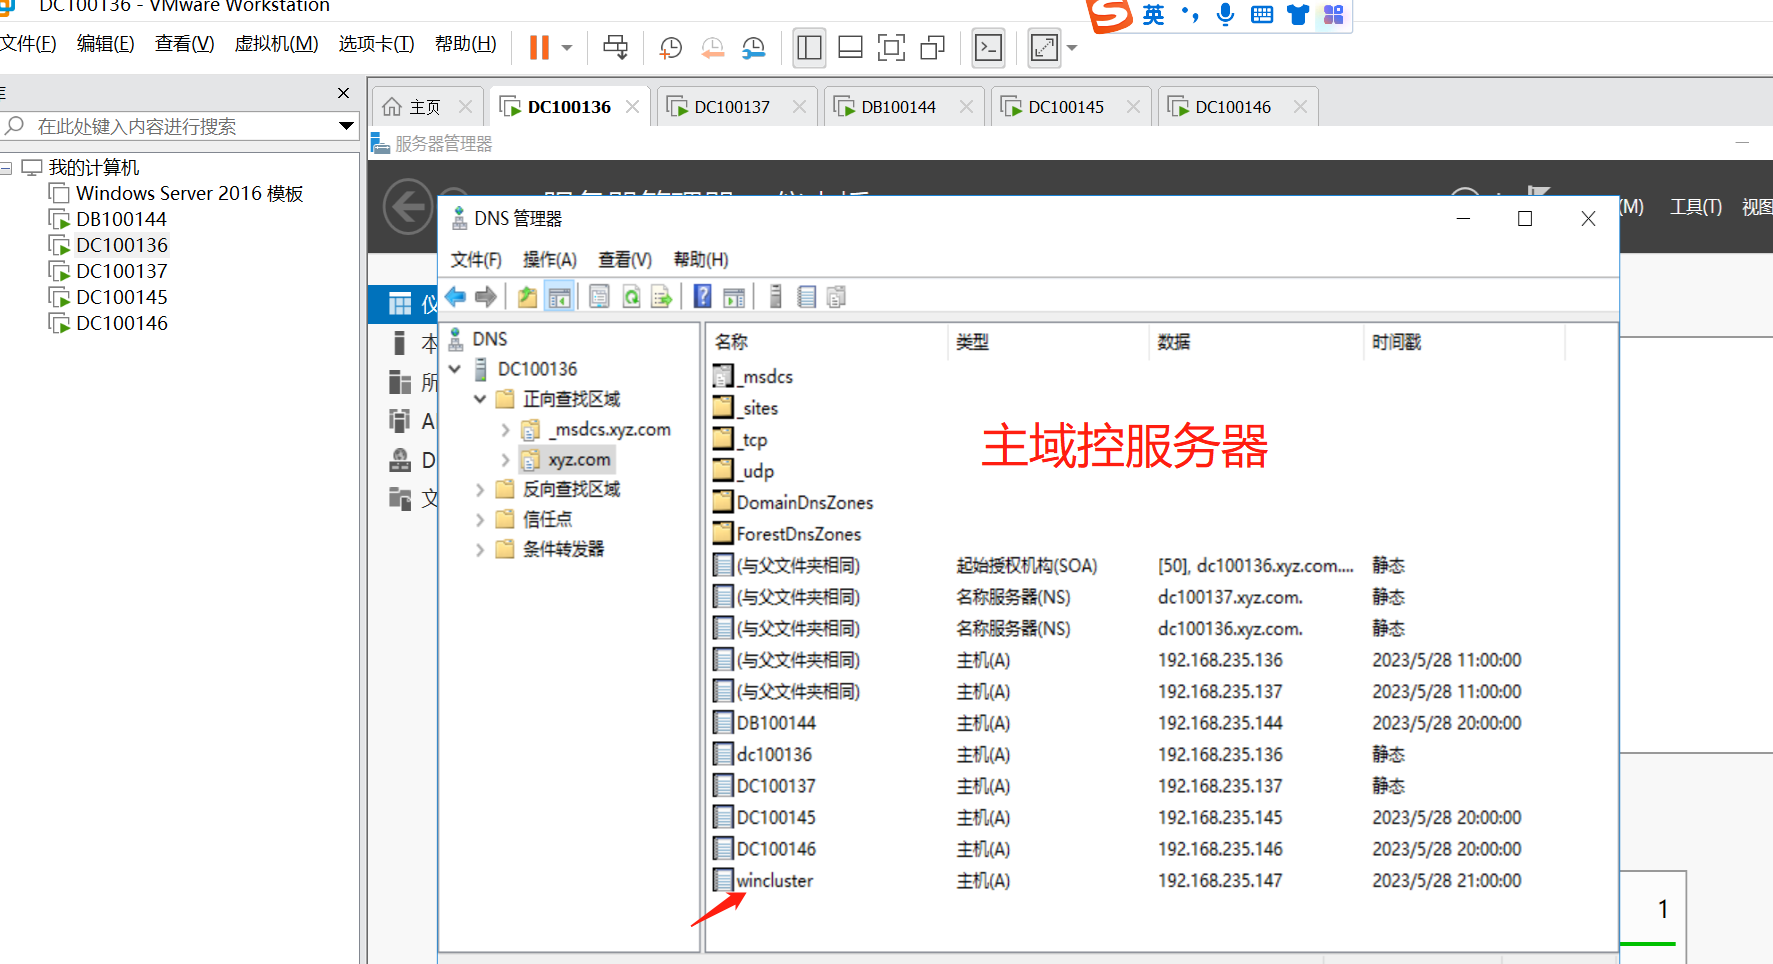 DC100136 - VMware Workstation
英
文件(F) 编辑(E) 查看(V) 虚拟机(M) 选项卡(T) 帮助(H)
在此处键入内容进行搜索
我的计算机
Windows Server 2016 模板
DB100144
DC100136
DC100137
DC100145
DC100146
主页 DC100136 DC100137 DB100144 DC100145 DC100146
服务器管理器
(M) 工具(T) 视图
DNS 管理器
文件(F) 操作(A) 查看(V) 帮助(H)
DNS
DC100136
正向查找区域
_msdcs.xyz.com
xyz.com
反向查找区域
信任点
条件转发器
名称 类型 数据 时间戳
_msdcs
_sites
_tcp
_udp
DomainDnsZones
ForestDnsZones
(与父文件夹相同) 起始授权机构(SOA) [50], dc100136.xyz.com.... 静态
(与父文件夹相同) 名称服务器(NS) dc100137.xyz.com. 静态
(与父文件夹相同) 名称服务器(NS) dc100136.xyz.com. 静态
(与父文件夹相同) 主机(A) 192.168.235.136 2023/5/28 11:00:00
(与父文件夹相同) 主机(A) 192.168.235.137 2023/5/28 11:00:00
DB100144 主机(A) 192.168.235.144 2023/5/28 20:00:00
dc100136 主机(A) 192.168.235.136 静态
DC100137 主机(A) 192.168.235.137 静态
DC100145 主机(A) 192.168.235.145 2023/5/28 20:00:00
DC100146 主机(A) 192.168.235.146 2023/5/28 20:00:00
wincluster 主机(A) 192.168.235.147 2023/5/28 21:00:00
主域控服务器
1